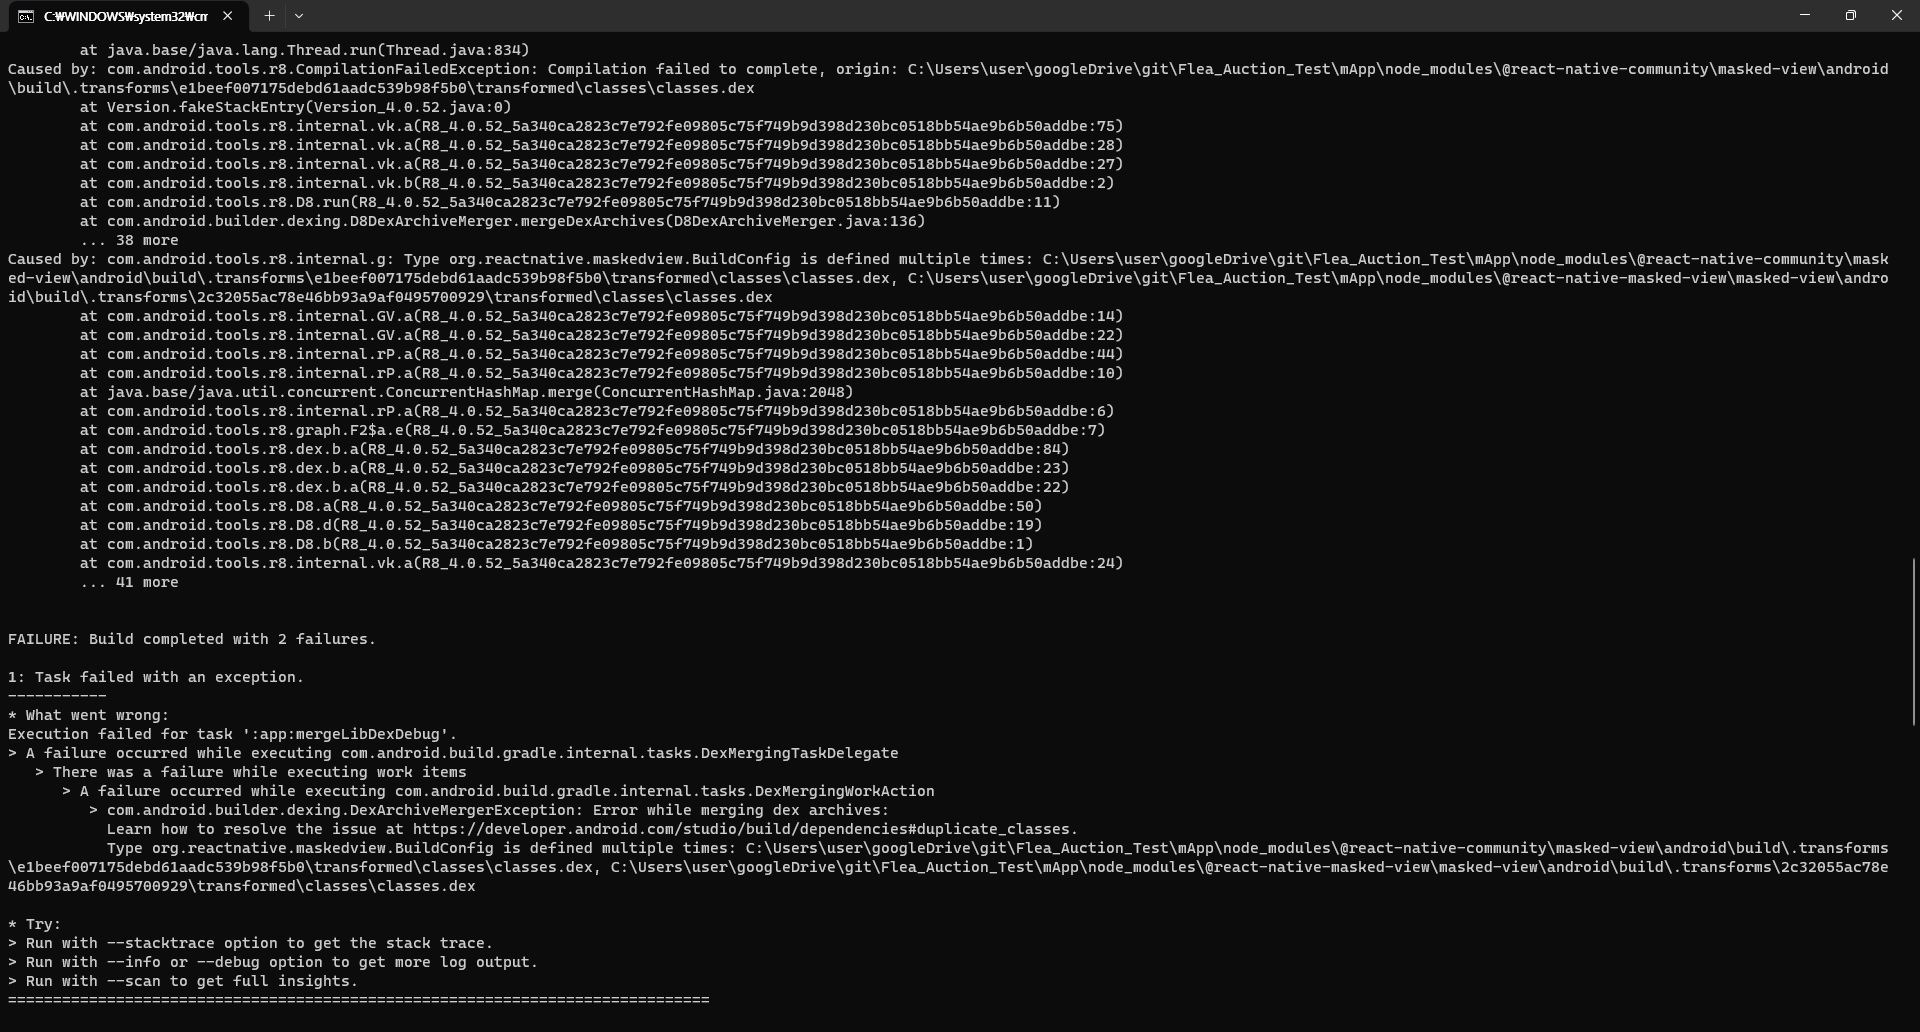 C:₩WINDOWS₩system32₩cm
at java.base/java.lang.Thread.run(Thread.java:834)
Caused by: com.android.tools.r8.CompilationFailedException: Compilation failed to complete, origin: C:\Users\user\googleDrive\git\Flea_Auction_Test\mApp\node_modules\@react-native-community\masked-view\android
\build\.transforms\e1beef007175debd61aadc539b98f5b0\transformed\classes\classes.dex
at Version.fakeStackEntry(Version_4.0.52.java:0)
at com.android.tools.r8.internal.vk.a(R8_4.0.52_5a340ca2823c7e792fe09805c75f749b9d398d230bc0518bb54ae9b6b50addbe:75)
at com.android.tools.r8.internal.vk.a(R8_4.0.52_5a340ca2823c7e792fe09805c75f749b9d398d230bc0518bb54ae9b6b50addbe:28)
at com.android.tools.r8.internal.vk.a(R8_4.0.52_5a340ca2823c7e792fe09805c75f749b9d398d230bc0518bb54ae9b6b50addbe:27)
at com.android.tools.r8.internal.vk.b(R8_4.0.52_5a340ca2823c7e792fe09805c75f749b9d398d230bc0518bb54ae9b6b50addbe:2)
at com.android.tools.r8.D8.run(R8_4.0.52_5a340ca2823c7e792fe09805c75f749b9d398d230bc0518bb54ae9b6b50addbe:11)
at com.android.builder.dexing.D8DexArchiveMerger.mergeDexArchives(D8DexArchiveMerger.java:136)
... 38 more
Caused by: com.android.tools.r8.internal.g: Type org.reactnative.maskedview.BuildConfig is defined multiple times: C:\Users\user\googleDrive\git\Flea_Auction_Test\mApp\node_modules\@react-native-community\mask
ed-view\android\build\.transforms\e1beef007175debd61aadc539b98f5b0\transformed\classes\classes.dex, C:\Users\user\googleDrive\git\Flea_Auction_Test\mApp\node_modules\@react-native-masked-view\masked-view\andro
id\build\.transforms\2c32055ac78e46bb93a9af0495700929\transformed\classes\classes.dex
at com.android.tools.r8.internal.GV.a(R8_4.0.52_5a340ca2823c7e792fe09805c75f749b9d398d230bc0518bb54ae9b6b50addbe:14)
at com.android.tools.r8.internal.GV.a(R8_4.0.52_5a340ca2823c7e792fe09805c75f749b9d398d230bc0518bb54ae9b6b50addbe:22)
at com.android.tools.r8.internal.rP.a(R8_4.0.52_5a340ca2823c7e792fe09805c75f749b9d398d230bc0518bb54ae9b6b50addbe:44)
at com.android.tools.r8.internal.rP.a(R8_4.0.52_5a340ca2823c7e792fe09805c75f749b9d398d230bc0518bb54ae9b6b50addbe:10)
at java.base/java.util.concurrent.ConcurrentHashMap.merge(ConcurrentHashMap.java:2048)
at com.android.tools.r8.internal.rP.a(R8_4.0.52_5a340ca2823c7e792fe09805c75f749b9d398d230bc0518bb54ae9b6b50addbe:6)
at com.android.tools.r8.graph.F2$a.e(R8_4.0.52_5a340ca2823c7e792fe09805c75f749b9d398d230bc0518bb54ae9b6b50addbe:7)
at com.android.tools.r8.dex.b.a(R8_4.0.52_5a340ca2823c7e792fe09805c75f749b9d398d230bc0518bb54ae9b6b50addbe:84)
at com.android.tools.r8.dex.b.a(R8_4.0.52_5a340ca2823c7e792fe09805c75f749b9d398d230bc0518bb54ae9b6b50addbe:23)
at com.android.tools.r8.dex.b.a(R8_4.0.52_5a340ca2823c7e792fe09805c75f749b9d398d230bc0518bb54ae9b6b50addbe:22)
at com.android.tools.r8.D8.a(R8_4.0.52_5a340ca2823c7e792fe09805c75f749b9d398d230bc0518bb54ae9b6b50addbe:50)
at com.android.tools.r8.D8.d(R8_4.0.52_5a340ca2823c7e792fe09805c75f749b9d398d230bc0518bb54ae9b6b50addbe:19)
at com.android.tools.r8.D8.b(R8_4.0.52_5a340ca2823c7e792fe09805c75f749b9d398d230bc0518bb54ae9b6b50addbe:1)
at com.android.tools.r8.internal.vk.a(R8_4.0.52_5a340ca2823c7e792fe09805c75f749b9d398d230bc0518bb54ae9b6b50addbe:24)
... 41 more
FAILURE: Build completed with 2 failures.
1: Task failed with an exception.
-----------
* What went wrong:
Execution failed for task ':app:mergeLibDexDebug'.
> A failure occurred while executing com.android.build.gradle.internal.tasks.DexMergingTaskDelegate
> There was a failure while executing work items
> A failure occurred while executing com.android.build.gradle.internal.tasks.DexMergingWorkAction
> com.android.builder.dexing.DexArchiveMergerException: Error while merging dex archives:
Learn how to resolve the issue at https://developer.android.com/studio/build/dependencies#duplicate_classes.
Type org.reactnative.maskedview.BuildConfig is defined multiple times: C:\Users\user\googleDrive\git\Flea_Auction_Test\mApp\node_modules\@react-native-community\masked-view\android\build\.transforms
\e1beef007175debd61aadc539b98f5b0\transformed\classes\classes.dex, C:\Users\user\googleDrive\git\Flea_Auction_Test\mApp\node_modules\@react-native-masked-view\masked-view\android\build\.transforms\2c32055ac78e
46bb93a9af0495700929\transformed\classes\classes.dex
* Try:
> Run with --stacktrace option to get the stack trace.
> Run with --info or --debug option to get more log output.
> Run with --scan to get full insights.
==============================================================================